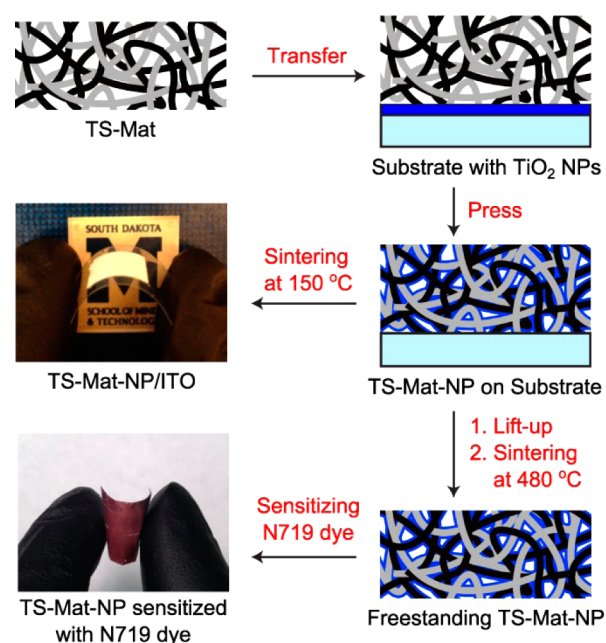 Transfer
TS-Mat
Substrate with TiO₂ NPs
Press
SOUTH DAKOTA
SCHOOL OF MINE
& TECHNOLOG
Sintering
at 150 °C
TS-Mat-NP/ITO
TS-Mat-NP on Substrate
1. Lift-up
2. Sintering
at 480 °C
Sensitizing
N719 dye
TS-Mat-NP sensitized
with N719 dye
Freestanding TS-Mat-NP